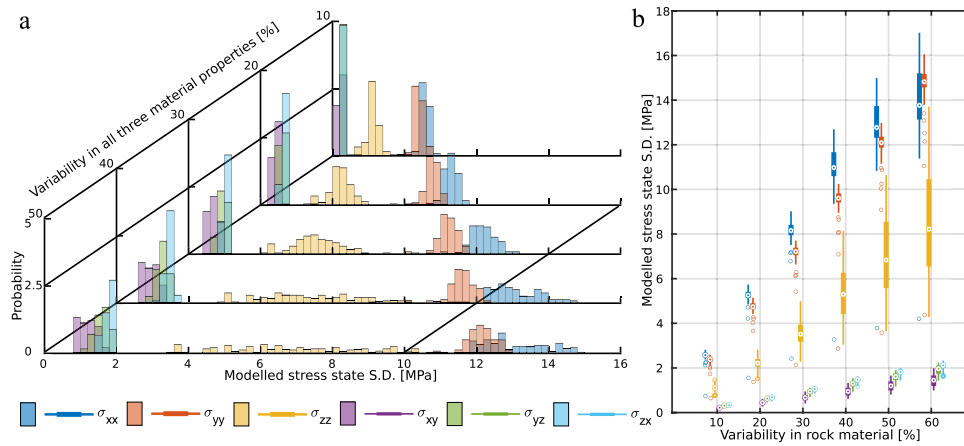 a
Variability in all three material properties [%]
10
20
30
40
50
5
2.5
0
Probability
0 2 4 6 8 10 12 14 16
Modelled stress state S.D. [MPa]
b
18
16
14
12
10
8
6
4
2
0
Modelled stress state S.D. [MPa]
10 20 30 40 50 60
Variability in rock material [%]
σxx σyy σzz σxy σyz σzx